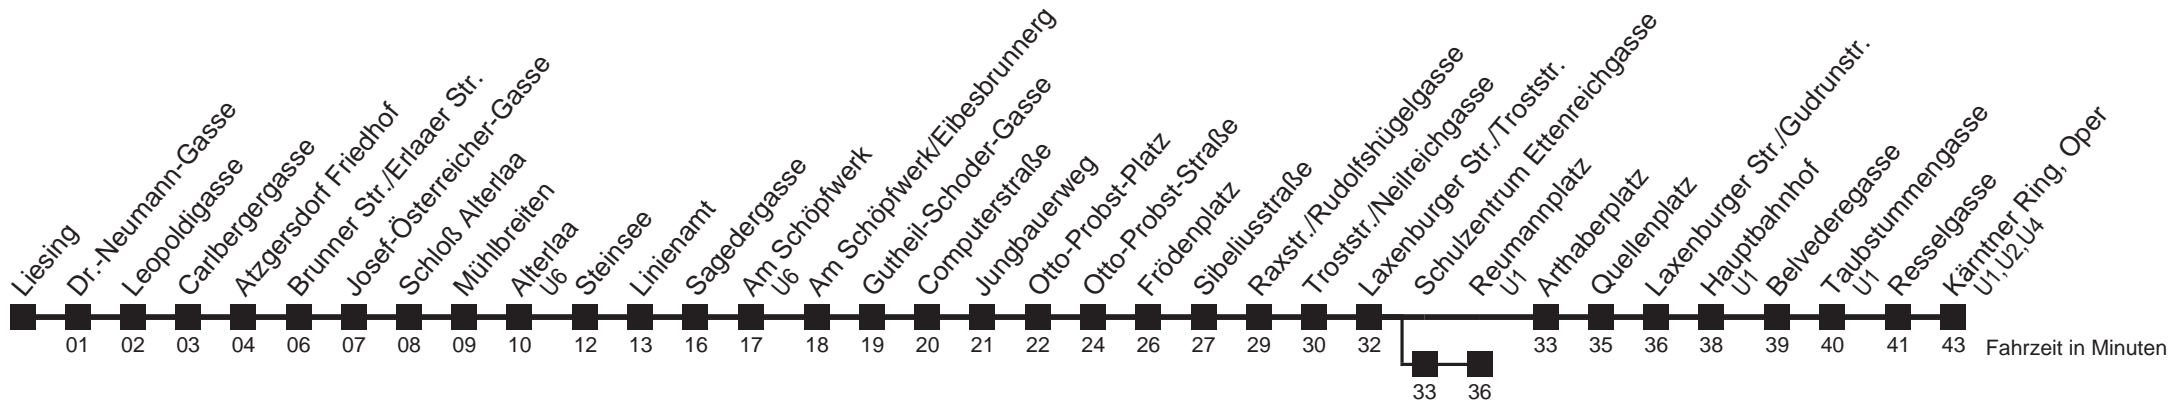 Liesing
Dr.-Neumann-Gasse
Leopoldigasse
Carlbergergasse
Atzgersdorf Friedhof
Brunner Str./Erlaaer Str.
Josef-Österreicher-Gasse
Schloß Alterlaa
Mühlbreiten
Alterlaa
U6
Steinsee
Linienamt
Sagedergasse
Am Schöpfwerk
U6
Am Schöpfwerk/Eibesbrunnerg
Gutheil-Schoder-Gasse
Computerstraße
Jungbauerweg
Otto-Probst-Platz
Otto-Probst-Straße
Frödenplatz
Sibeliusstraße
Raxstr./Rudolfshügelgasse
Troststr./Neilreichgasse
Laxenburger Str./Troststr.
Schulzentrum Ettenreichgasse
Reumannplatz
U1
Arthaberplatz
Quellenplatz
Laxenburger Str./Gudrunstr.
Hauptbahnhof
U1
Belvederegasse
Taubstummengasse
U1
Resselgasse
Kärntner Ring, Oper
U1,U2,U4
01 02 03 04 06 07 08 09 10 12 13 16 17 18 19 20 21 22 24 26 27 29 30 32 33 35 36 38 39 40 41 43 Fahrzeit in Minuten
33 36